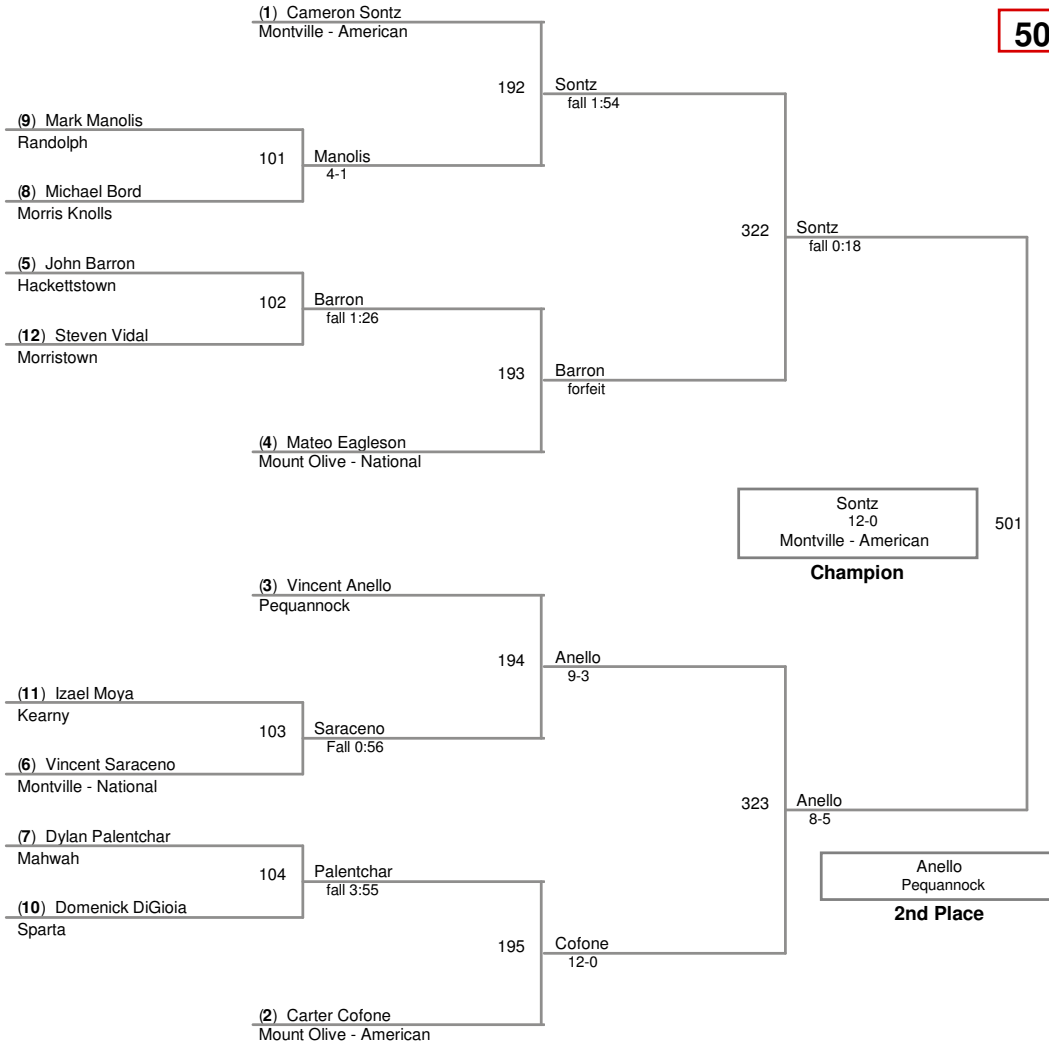 (1) Cameron Sontz
Montville - American
50
192
Sontz
fall 1:54
(9) Mark Manolis
Randolph
101
Manolis
4-1
(8) Michael Bord
Morris Knolls
322
Sontz
fall 0:18
(5) John Barron
Hackettstown
102
Barron
fall 1:26
(12) Steven Vidal
Morristown
193
Barron
forfeit
(4) Mateo Eagleson
Mount Olive - National
Sontz
12-0
Montville - American
501
Champion
(3) Vincent Anello
Pequannock
194
Anello
9-3
(11) Izael Moya
Kearny
103
Saraceno
Fall 0:56
(6) Vincent Saraceno
Montville - National
323
Anello
8-5
(7) Dylan Palentchar
Mahwah
104
Palentchar
fall 3:55
Anello
Pequannock
2nd Place
(10) Domenick DiGioia
Sparta
195
Cofone
12-0
(2) Carter Cofone
Mount Olive - American